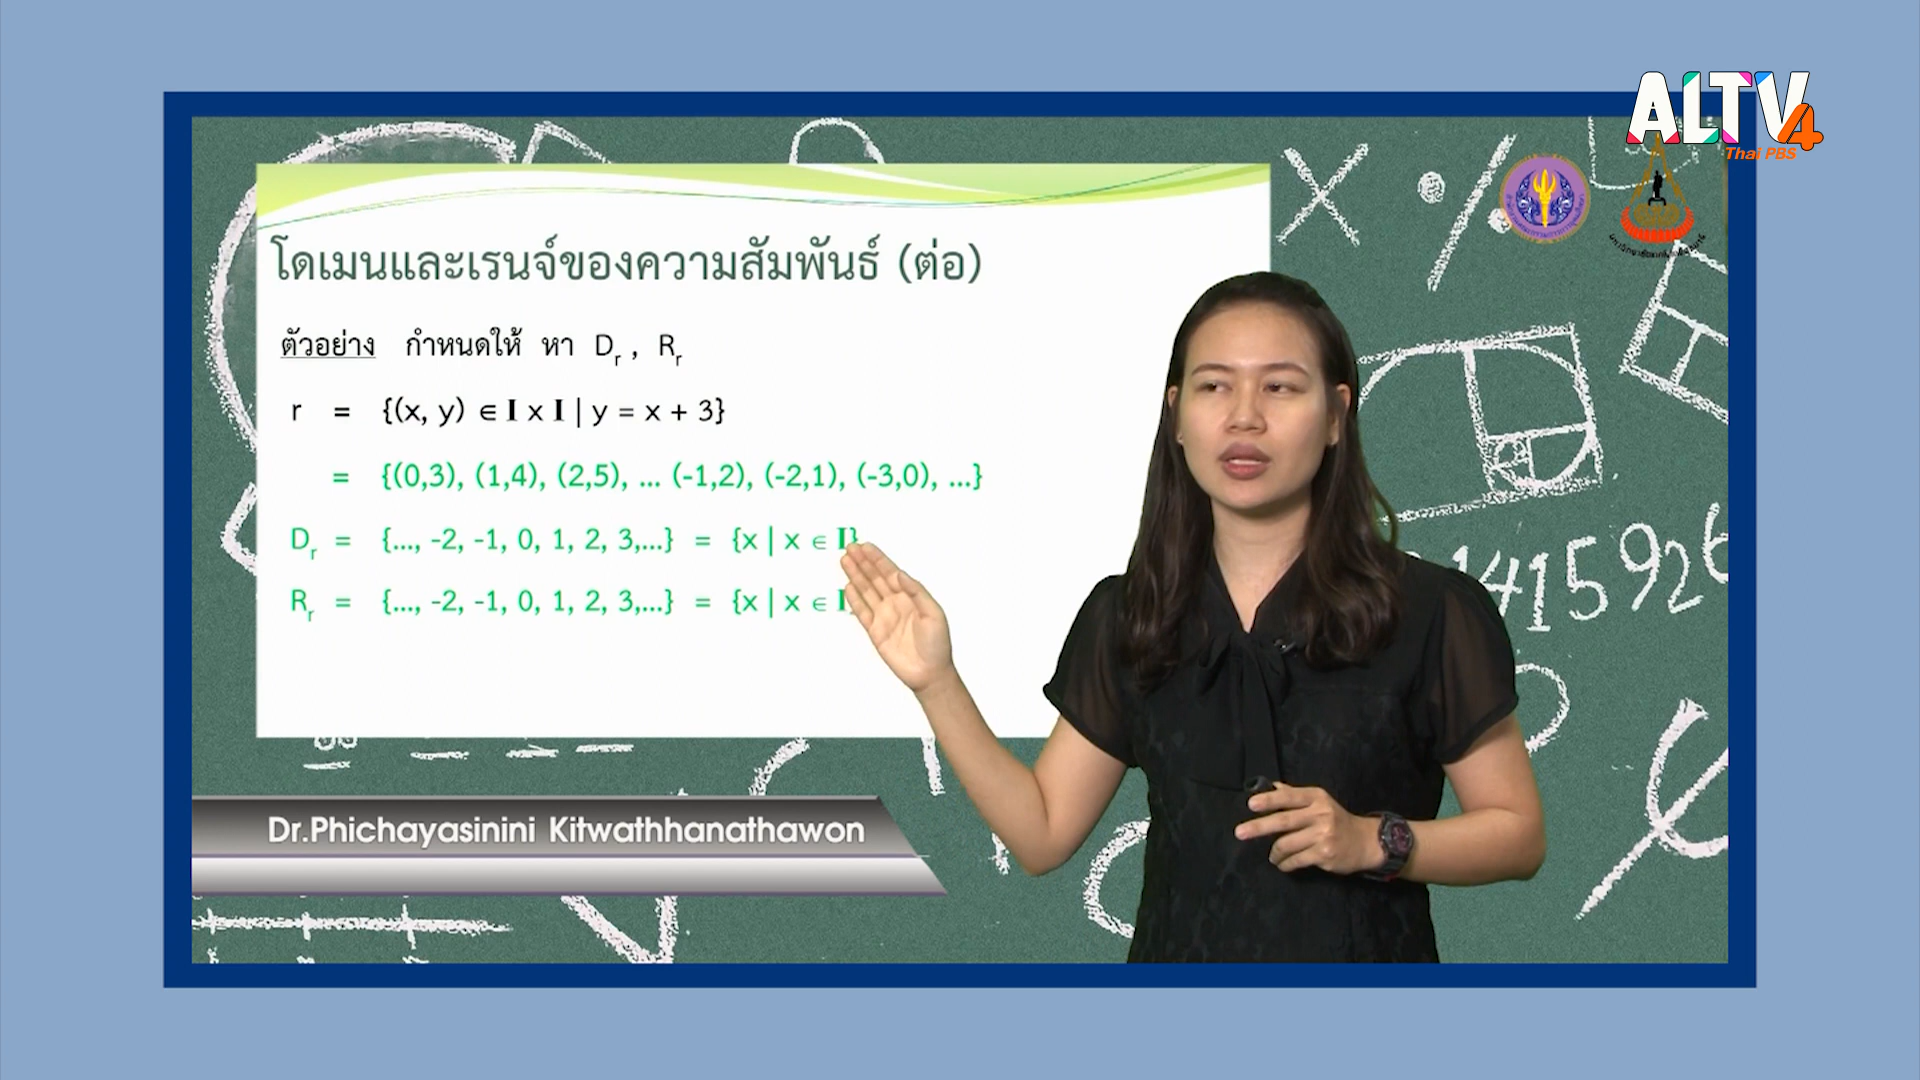 ALTV4
Thai PBS
โดเมนและเรนจ์ของความสัมพันธ์ (ต่อ)
ตัวอย่าง กำหนดให้ หา Dr , Rr
r = {(x, y) ∈ I x I | y = x + 3}
= {(0,3), (1,4), (2,5), ... (-1,2), (-2,1), (-3,0), ...}
Dr = {..., -2, -1, 0, 1, 2, 3,...} = {x | x ∈ I}
Rr = {..., -2, -1, 0, 1, 2, 3,...} = {x | x ∈ I
415926
Dr.Phichayasinini Kitwathhanathawon